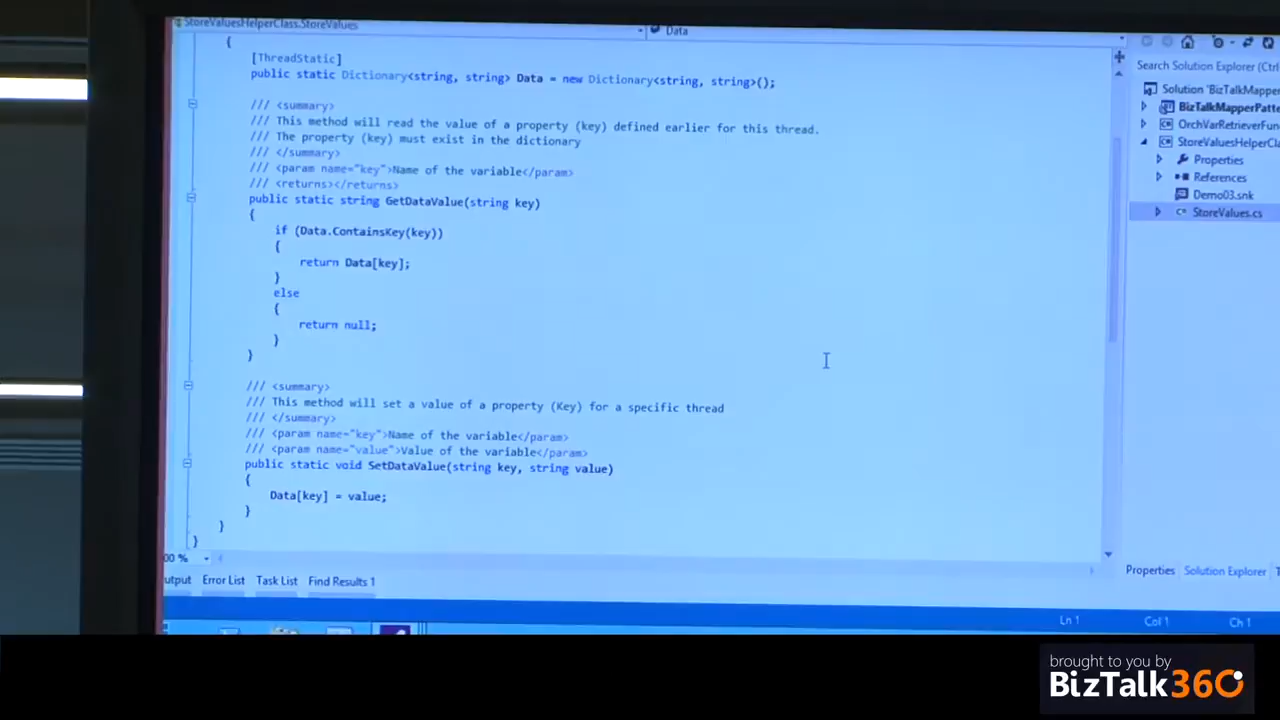 StoreValuesHelperClass.StoreValues
Data
{
[ThreadStatic]
public static Dictionary<string, string> Data = new Dictionary<string, string>();
/// <summary>
/// This method will read the value of a property (key) defined earlier for this thread.
/// The property (key) must exist in the dictionary
/// </summary>
/// <param name="key">Name of the variable</param>
/// <returns></returns>
public static string GetDataValue(string key)
{
if (Data.ContainsKey(key))
{
return Data[key];
}
else
{
return null;
}
}
/// <summary>
/// This method will set a value of a property (Key) for a specific thread
/// </summary>
/// <param name="key">Name of the variable</param>
/// <param name="value">Value of the variable</param>
public static void SetDataValue(string key, string value)
{
Data[key] = value;
}
}
}
00 %
utput Error List Task List Find Results 1
Search Solution Explorer (Ctrl
Solution 'BizTalkMapper
BizTalkMapperPatte
OrchVarRetrieverFun
StoreValuesHelperCla
Properties
References
Demo03.snk
StoreValues.cs
Properties Solution Explorer T
Ln 1 Col 1 Ch 1
brought to you by
BizTalk360